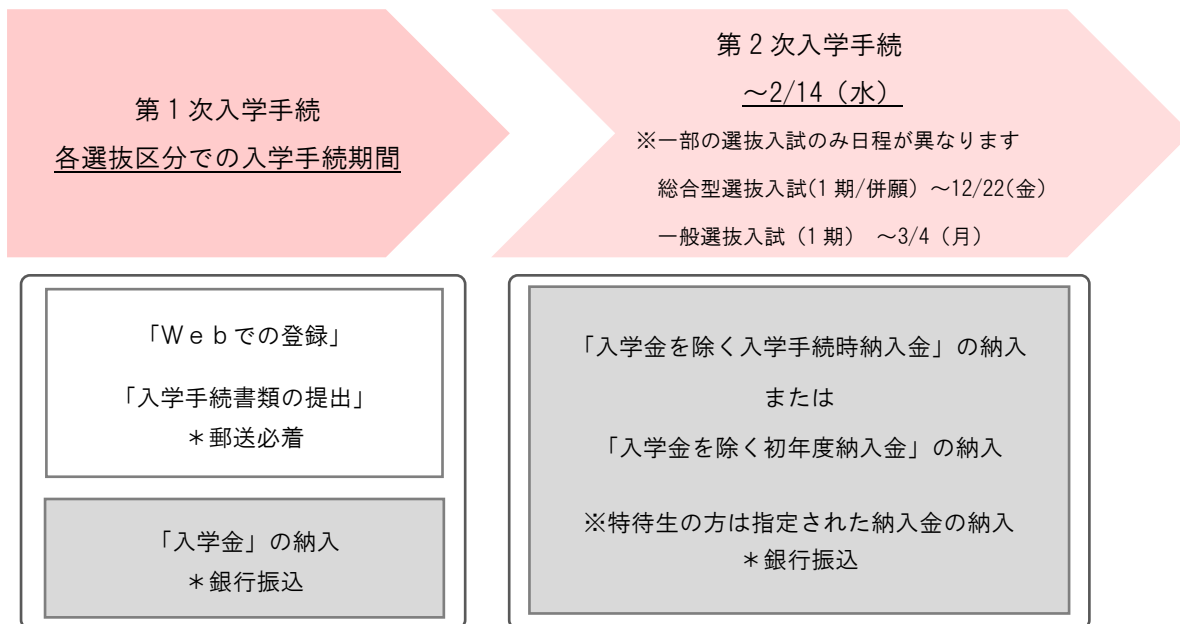 第1次入学手続
各選抜区分での入学手続期間
第2次入学手続
～2/14（水）
※一部の選抜入試のみ日程が異なります
総合型選抜入試(1期/併願) ～12/22(金)
一般選抜入試（1期） ～3/4（月）
「Ｗｅｂでの登録」
「入学手続書類の提出」
＊郵送必着
「入学金」の納入
＊銀行振込
「入学金を除く入学手続時納入金」の納入
または
「入学金を除く初年度納入金」の納入
※特待生の方は指定された納入金の納入
＊銀行振込